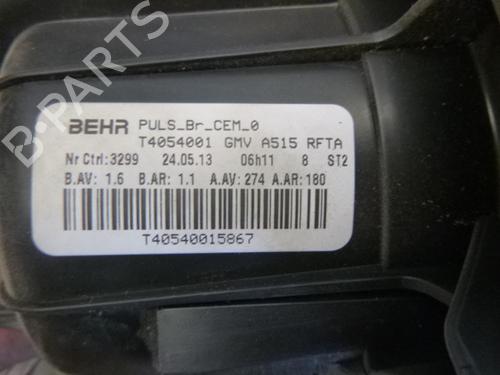 BEHR PULS_Br_CEM_0
T4054001 GMV A515 RFTA
Nr Ctrl:3299 24.05.13 06h11 8 ST2
B.AV: 1.6 B.AR: 1.1 A.AV: 274 A.AR: 180
T40540015867
B-PARTS